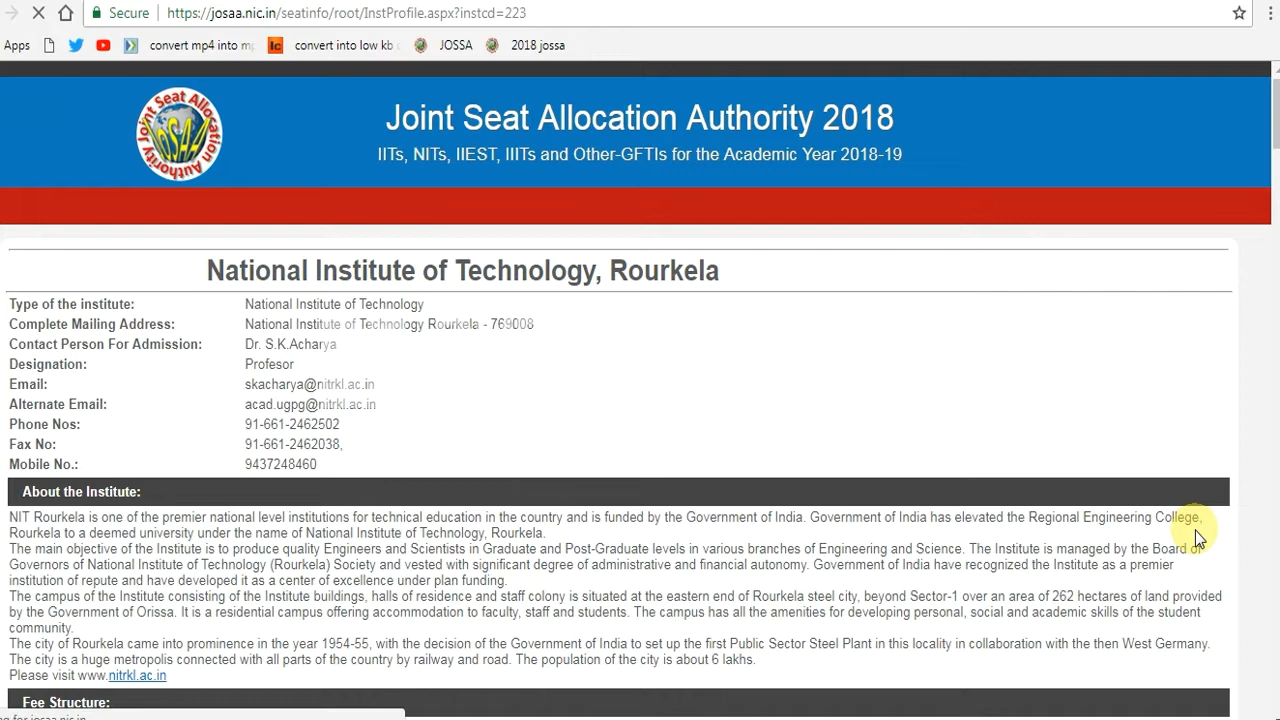 Secure https://josaa.nic.in/seatinfo/root/InstProfile.aspx?instcd=223
Apps convert mp4 into m Ic convert into low kb JOSSA 2018 jossa
Joint Seat Allocation Authority JoSAA
Joint Seat Allocation Authority 2018
IITs, NITs, IIEST, IIITs and Other-GFTIs for the Academic Year 2018-19
National Institute of Technology, Rourkela
Type of the institute: National Institute of Technology
Complete Mailing Address: National Institute of Technology Rourkela - 769008
Contact Person For Admission: Dr. S.K.Acharya
Designation: Profesor
Email: skacharya@nitrkl.ac.in
Alternate Email: acad.ugpg@nitrkl.ac.in
Phone Nos: 91-661-2462502
Fax No: 91-661-2462038,
Mobile No.: 9437248460
About the Institute:
NIT Rourkela is one of the premier national level institutions for technical education in the country and is funded by the Government of India. Government of India has elevated the Regional Engineering College,
Rourkela to a deemed university under the name of National Institute of Technology, Rourkela.
The main objective of the Institute is to produce quality Engineers and Scientists in Graduate and Post-Graduate levels in various branches of Engineering and Science. The Institute is managed by the Board of
Governors of National Institute of Technology (Rourkela) Society and vested with significant degree of administrative and financial autonomy. Government of India have recognized the Institute as a premier
institution of repute and have developed it as a center of excellence under plan funding.
The campus of the Institute consisting of the Institute buildings, halls of residence and staff colony is situated at the eastern end of Rourkela steel city, beyond Sector-1 over an area of 262 hectares of land provided
by the Government of Orissa. It is a residential campus offering accommodation to faculty, staff and students. The campus has all the amenities for developing personal, social and academic skills of the student
community.
The city of Rourkela came into prominence in the year 1954-55, with the decision of the Government of India to set up the first Public Sector Steel Plant in this locality in collaboration with the then West Germany.
The city is a huge metropolis connected with all parts of the country by railway and road. The population of the city is about 6 lakhs.
Please visit www.nitrkl.ac.in
Fee Structure:
for josaa.nic.in